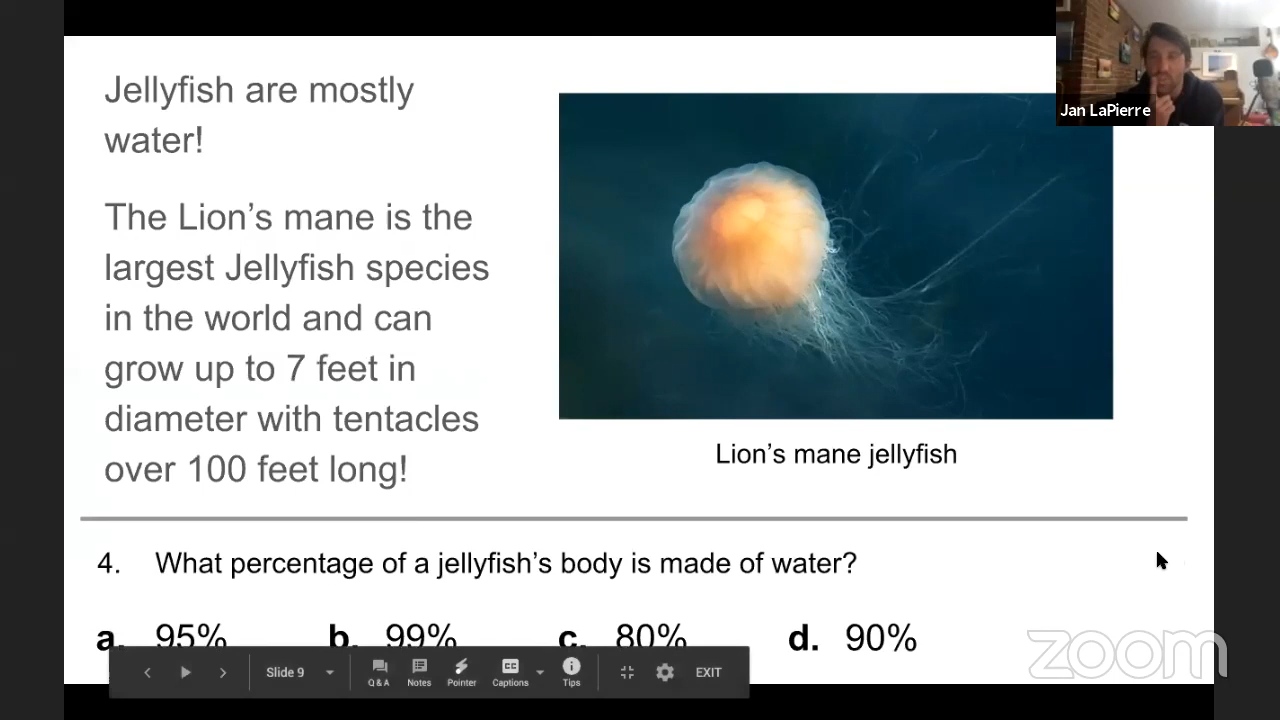 Jellyfish are mostly
water!
The Lion's mane is the
largest Jellyfish species
in the world and can
grow up to 7 feet in
diameter with tentacles
over 100 feet long!
Jan LaPierre
Lion's mane jellyfish
4. What percentage of a jellyfish's body is made of water?
a. 95% b. 99% c. 80% d. 90%
zoom
Slide 9 Q & A Notes Pointer CC Captions Tips EXIT